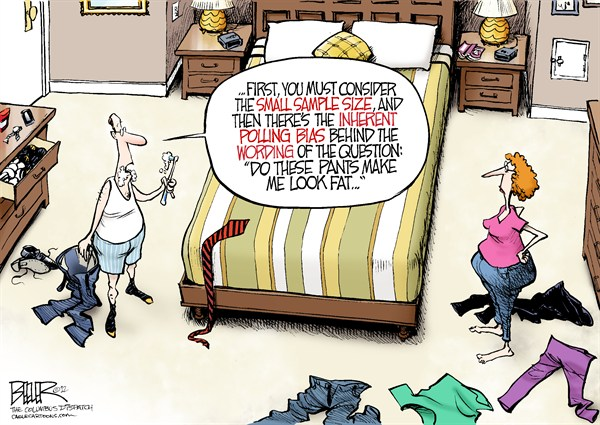 ...FIRST, YOU MUST CONSIDER
THE SMALL SAMPLE SIZE, AND
THEN THERE'S THE INHERENT
POLLING BIAS BEHIND THE
WORDING OF THE QUESTION:
"DO THESE PANTS MAKE
ME LOOK FAT..."
BEELER ©12
THE COLUMBUS DISPATCH
CAGLECARTOONS.com